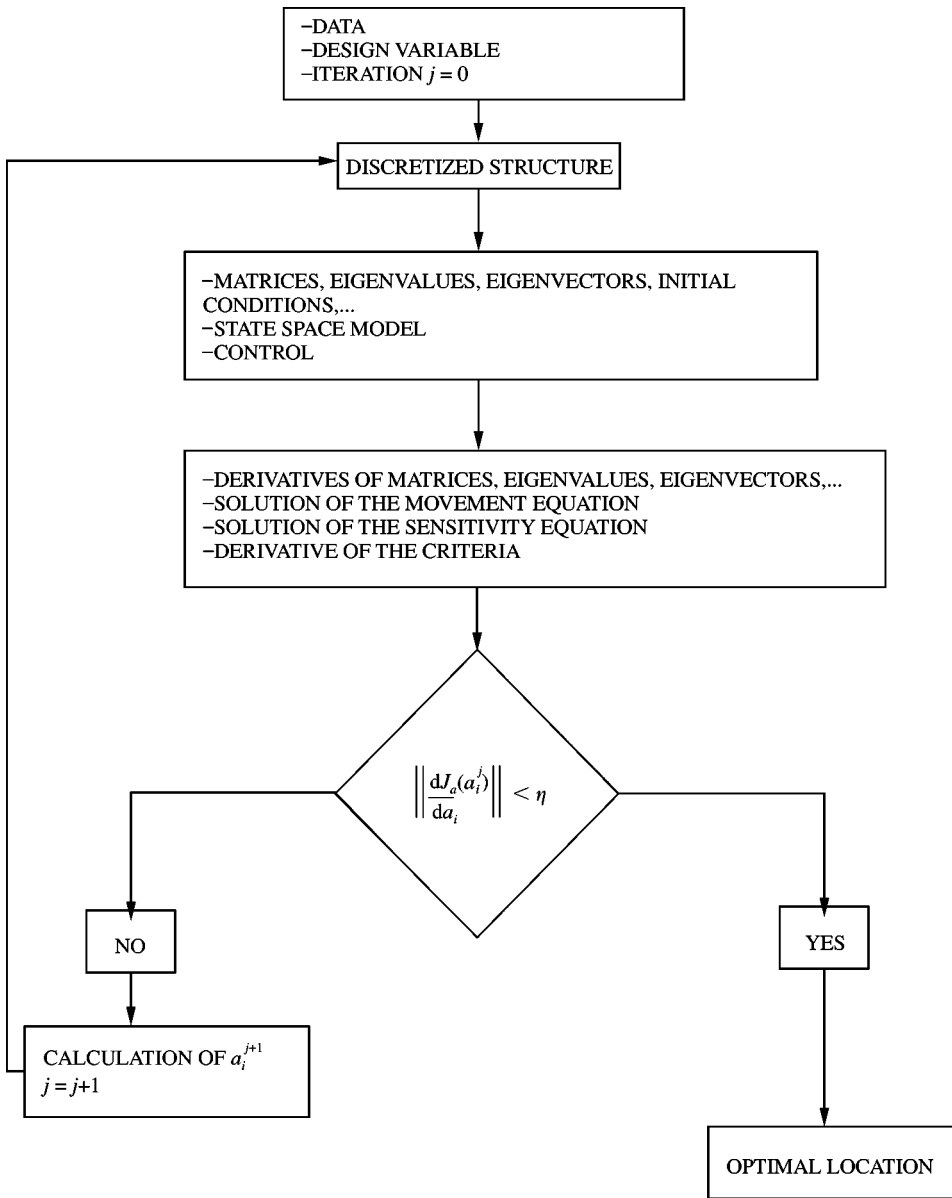 −DATA
−DESIGN VARIABLE
−ITERATION j = 0
DISCRETIZED STRUCTURE
−MATRICES, EIGENVALUES, EIGENVECTORS, INITIAL
CONDITIONS,...
−STATE SPACE MODEL
−CONTROL
−DERIVATIVES OF MATRICES, EIGENVALUES, EIGENVECTORS,...
−SOLUTION OF THE MOVEMENT EQUATION
−SOLUTION OF THE SENSITIVITY EQUATION
−DERIVATIVE OF THE CRITERIA
‖dJ_a(a_i^j)/da_i‖ < η
NO
YES
CALCULATION OF a_i^{j+1}
j = j+1
OPTIMAL LOCATION